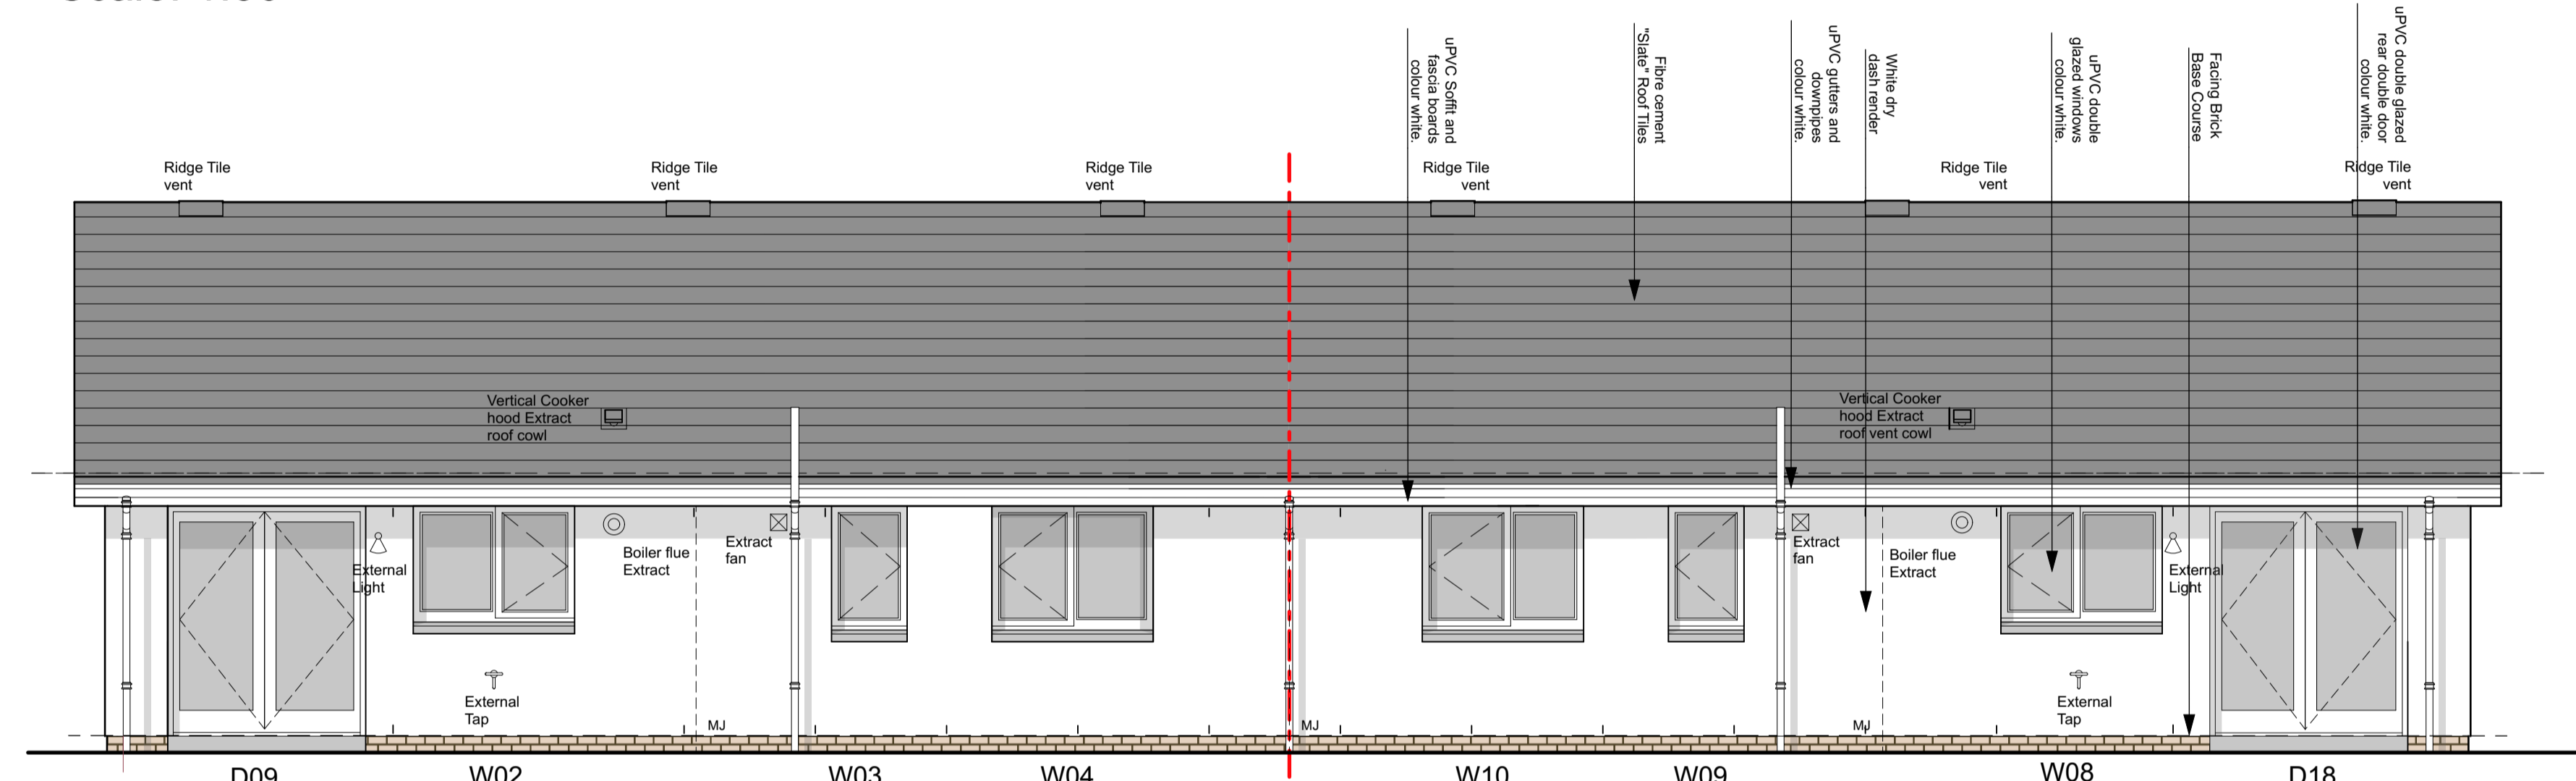 uPVC Soffit and
fascia boards
colour white.
Fibre cement
"Slate" Roof Tiles
uPVC gutters and
downpipes
colour white.
White dry
dash render
uPVC double
glazed windows
colour white.
Facing Brick
Base Course
uPVC double glazed
rear double door
colour white.
Ridge Tile
vent
Ridge Tile
vent
Ridge Tile
vent
Ridge Tile
vent
Ridge Tile
vent
Ridge Tile
vent
Vertical Cooker
hood Extract
roof cowl
Vertical Cooker
hood Extract
roof vent cowl
External
Light
Boiler flue
Extract
Extract
fan
Extract
fan
Boiler flue
Extract
External
Light
External
Tap
MJ
MJ
MJ
External
Tap
D09
W02
W03
W04
W10
W09
W08
D18